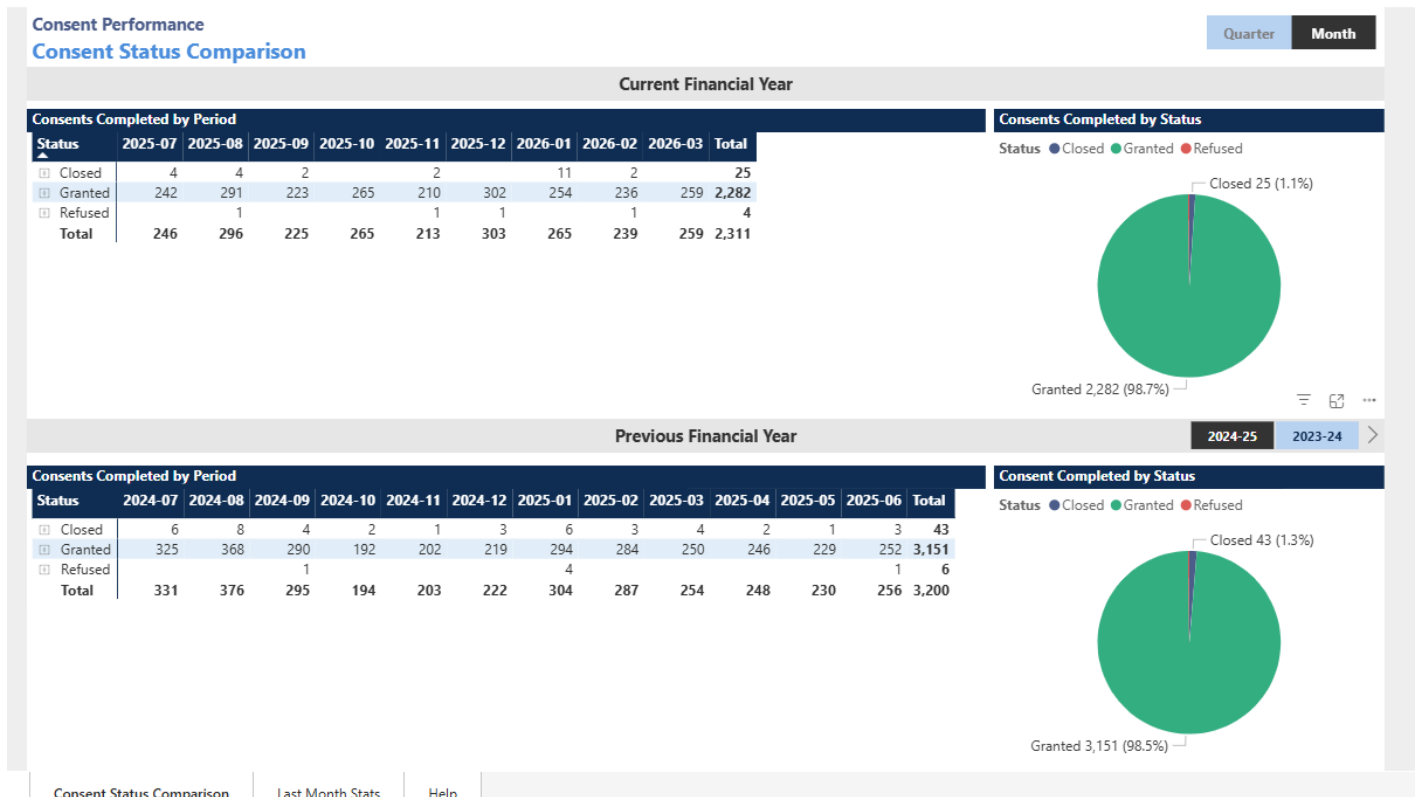 Consent Performance
Consent Status Comparison
Quarter Month
Current Financial Year
Consents Completed by Period
Status 2025-07 2025-08 2025-09 2025-10 2025-11 2025-12 2026-01 2026-02 2026-03 Total
Closed 4 4 2 2 11 2 25
Granted 242 291 223 265 210 302 254 236 259 2,282
Refused 1 1 1 1 4
Total 246 296 225 265 213 303 265 239 259 2,311
Consents Completed by Status
Status Closed Granted Refused
Closed 25 (1.1%)
Granted 2,282 (98.7%)
Previous Financial Year
2024-25 2023-24
Consents Completed by Period
Status 2024-07 2024-08 2024-09 2024-10 2024-11 2024-12 2025-01 2025-02 2025-03 2025-04 2025-05 2025-06 Total
Closed 6 8 4 2 1 3 6 3 4 2 1 3 43
Granted 325 368 290 192 202 219 294 284 250 246 229 252 3,151
Refused 1 4 1 6
Total 331 376 295 194 203 222 304 287 254 248 230 256 3,200
Consent Completed by Status
Status Closed Granted Refused
Closed 43 (1.3%)
Granted 3,151 (98.5%)
Consent Status Comparison Last Month Stats Help